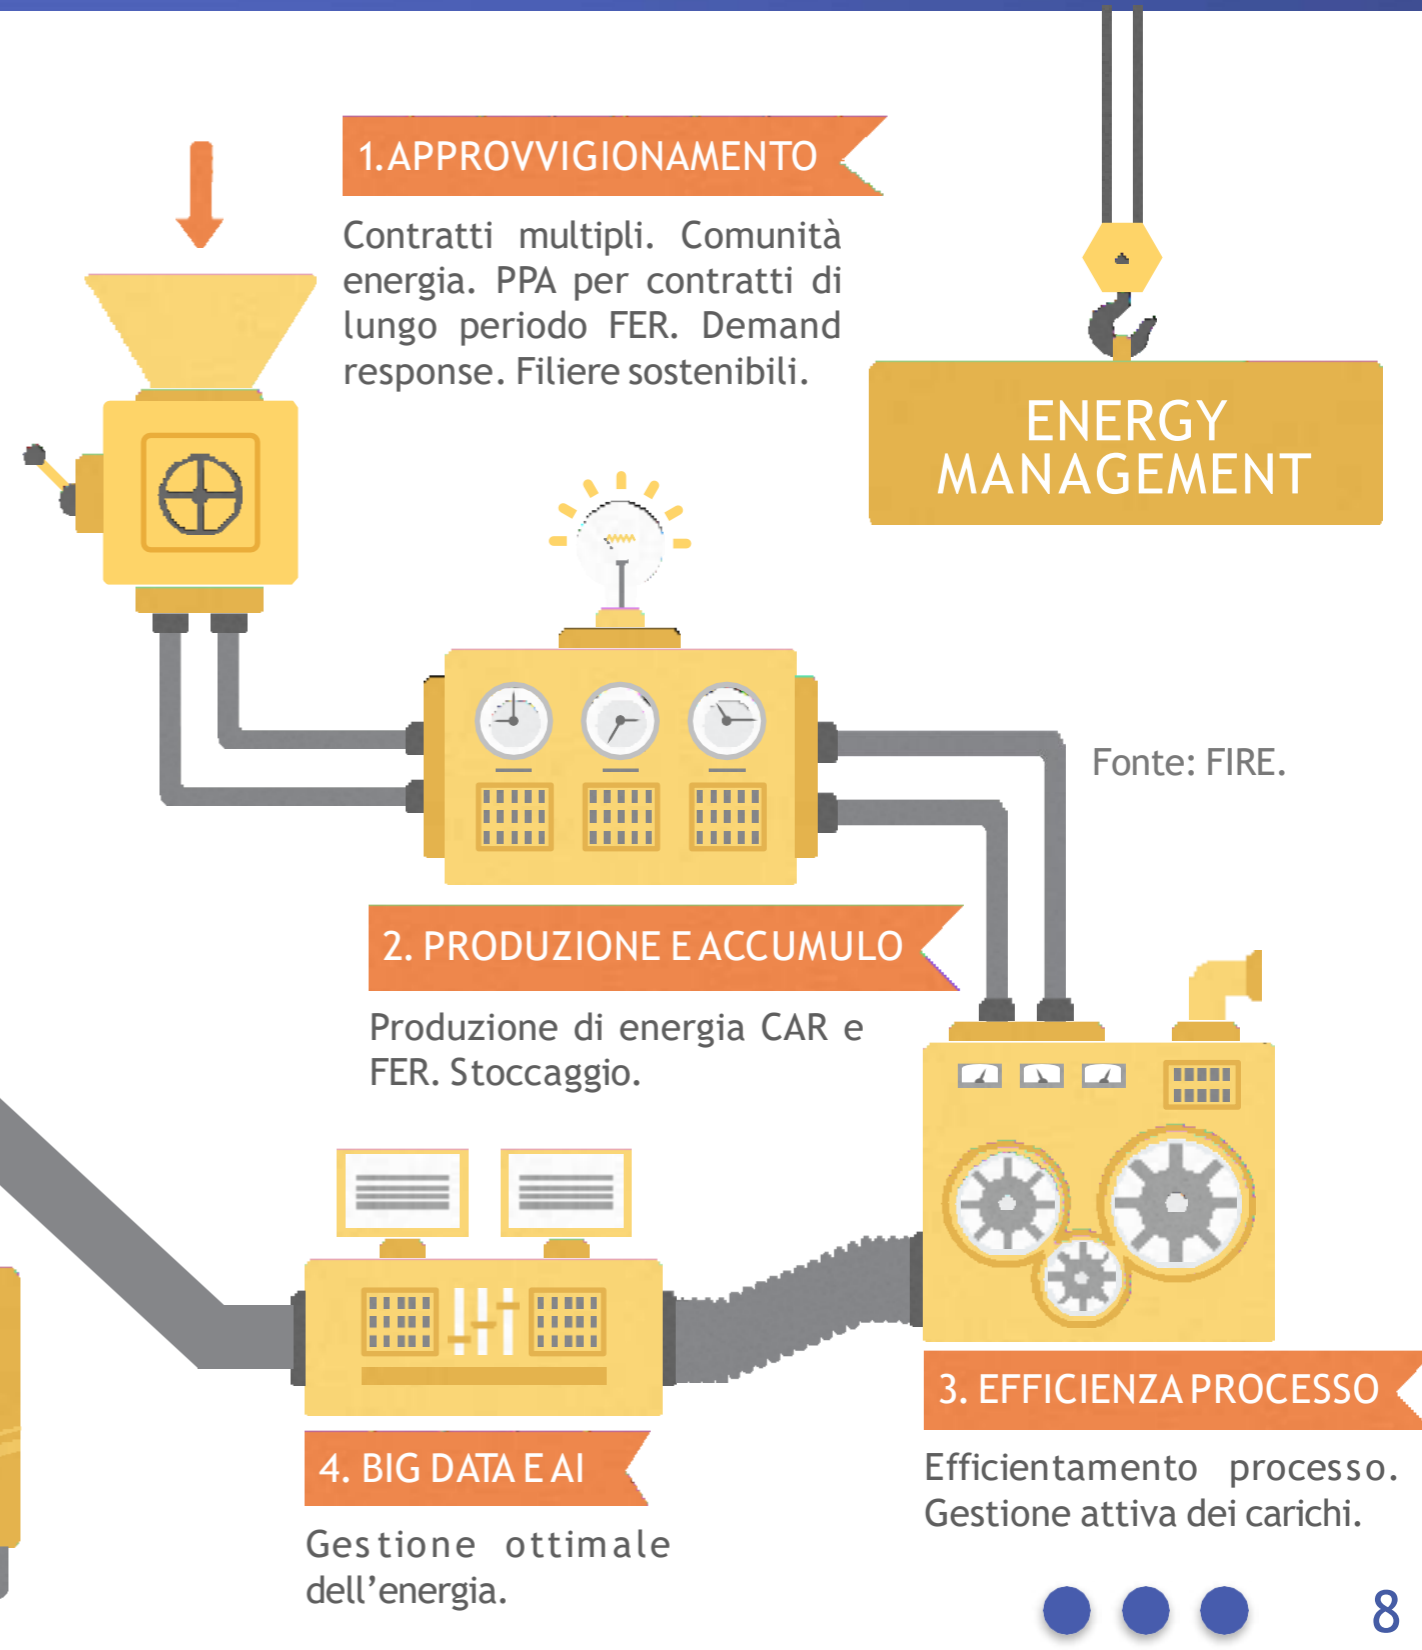 1. APPROVVIGIONAMENTO
Contratti multipli. Comunità
energia. PPA per contratti di
lungo periodo FER. Demand
response. Filiere sostenibili.
ENERGY
MANAGEMENT
Fonte: FIRE.
2. PRODUZIONE E ACCUMULO
Produzione di energia CAR e
FER. Stoccaggio.
3. EFFICIENZA PROCESSO
Efficientamento processo.
Gestione attiva dei carichi.
4. BIG DATA E AI
Gestione ottimale
dell’energia.
8